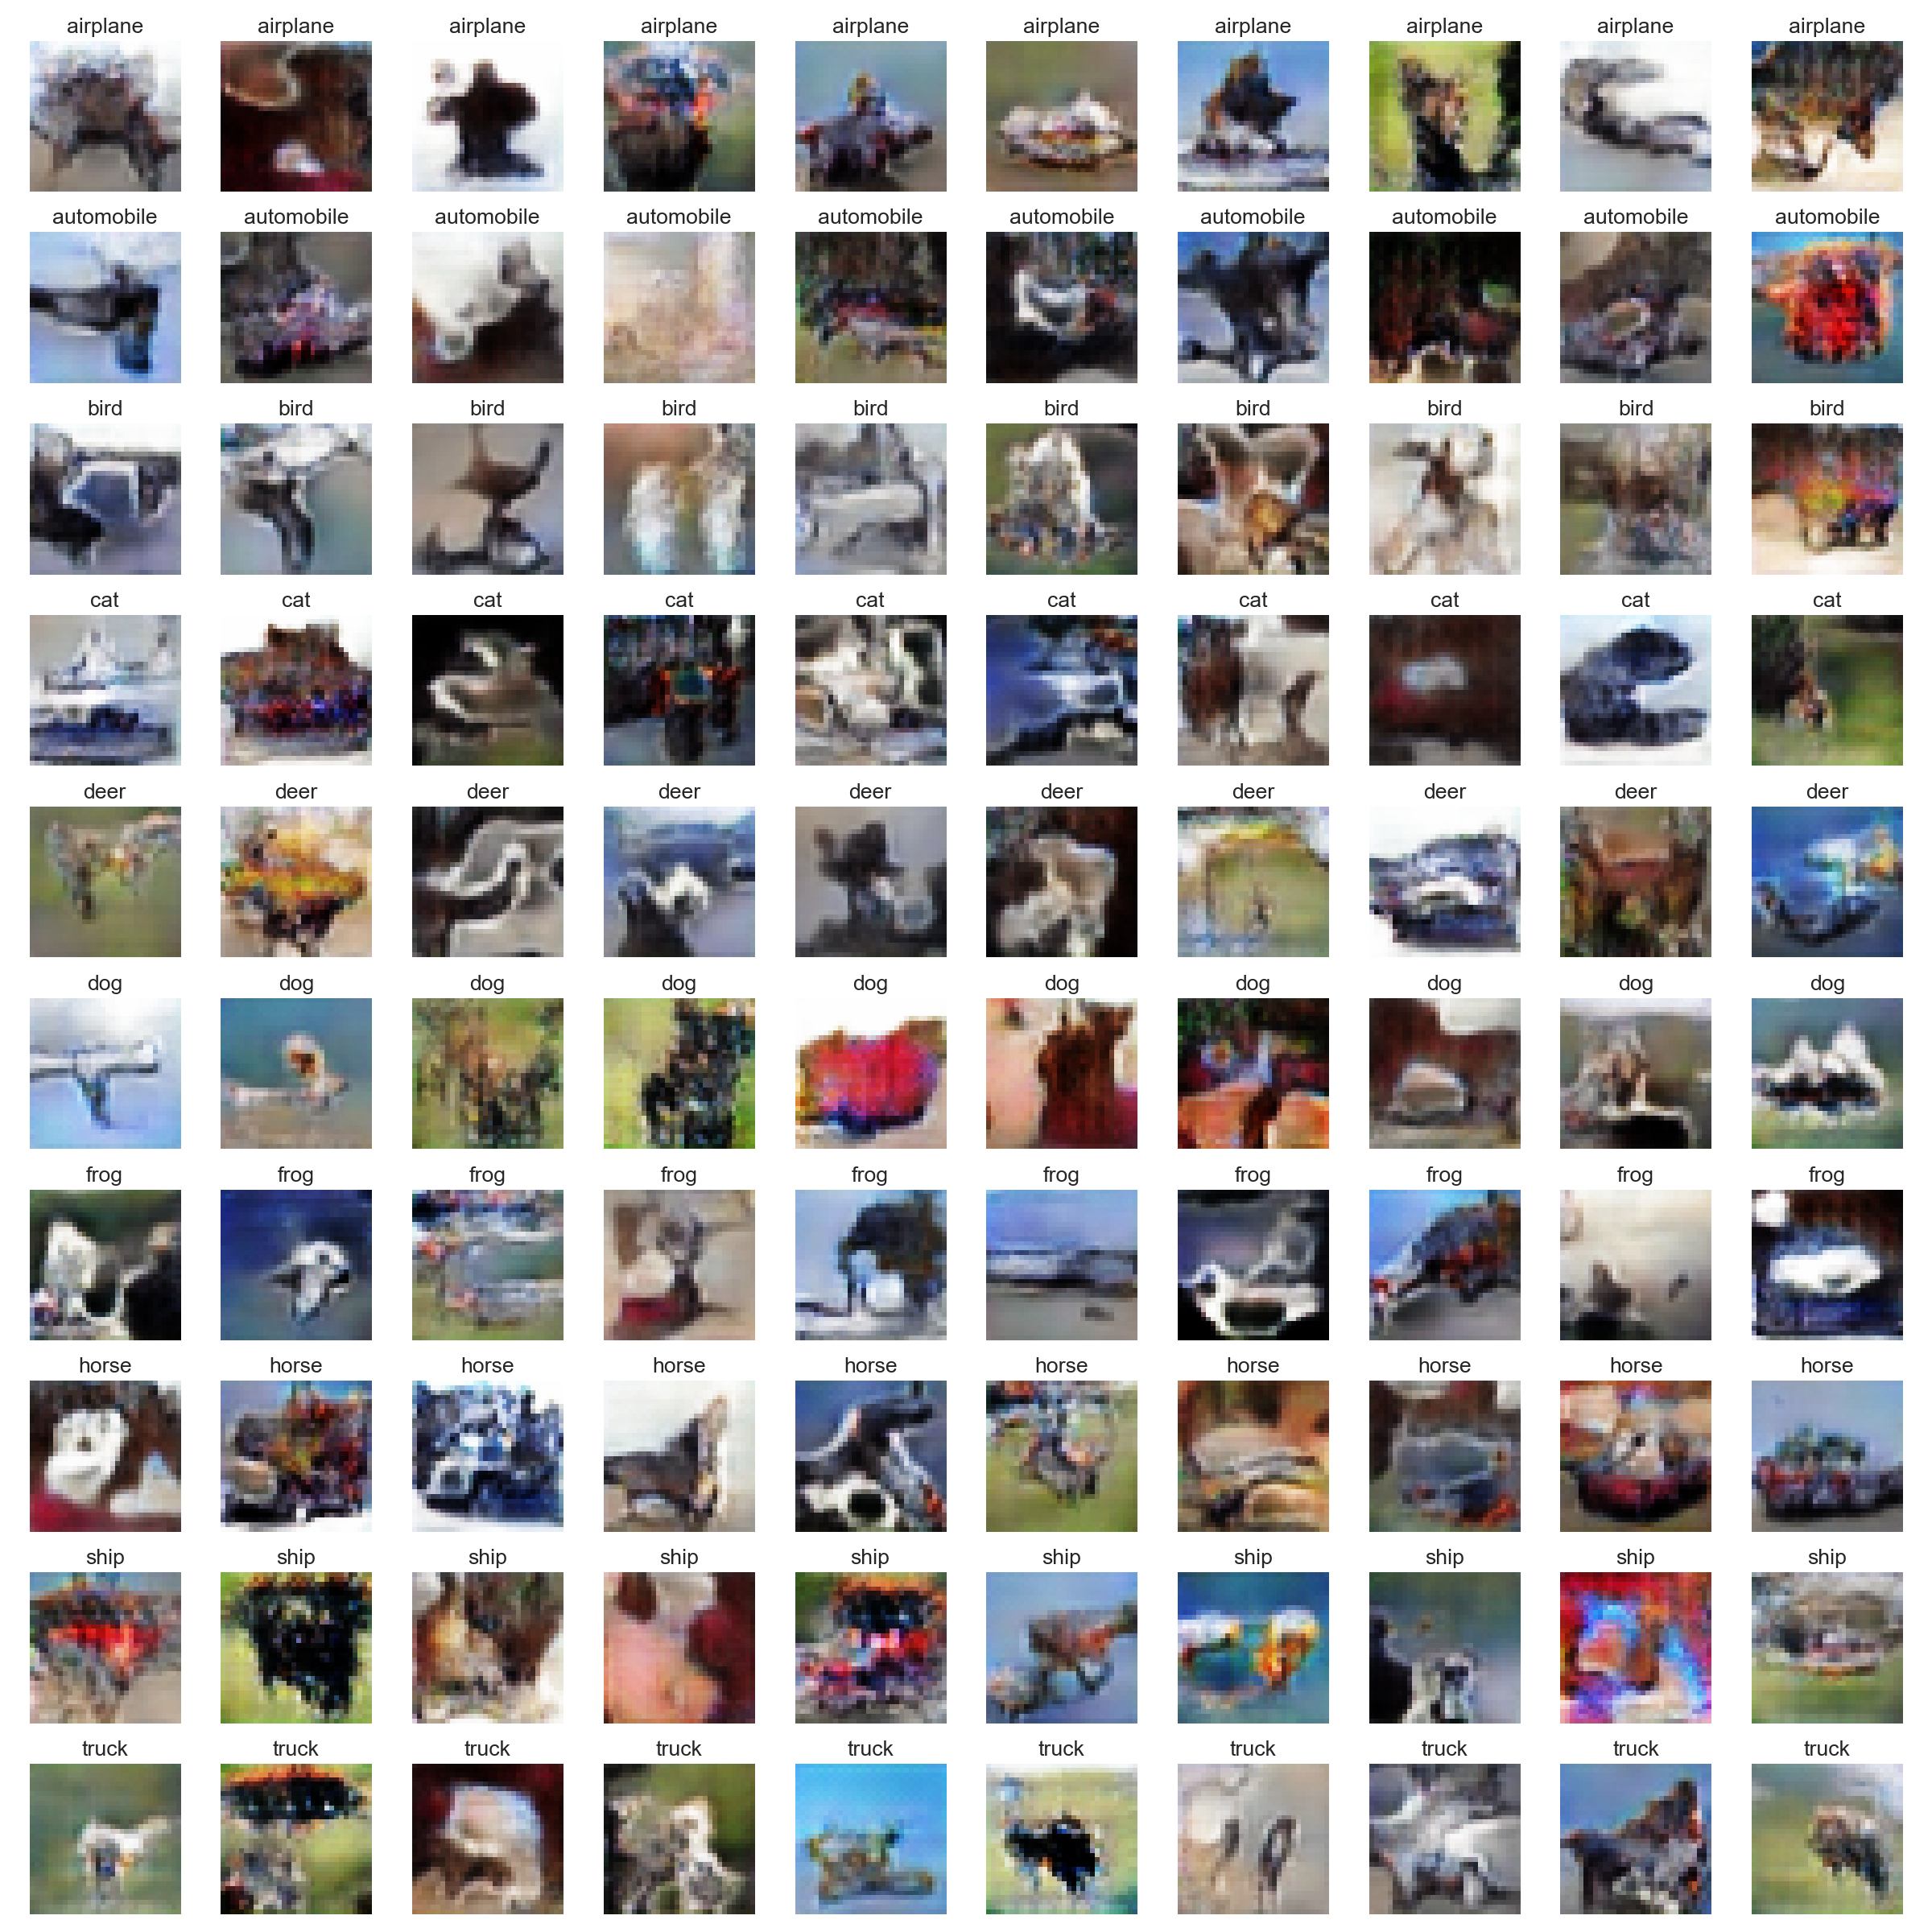 airplane airplane airplane airplane airplane airplane airplane airplane airplane airplane
automobile automobile automobile automobile automobile automobile automobile automobile automobile automobile
bird bird bird bird bird bird bird bird bird bird
cat cat cat cat cat cat cat cat cat cat
deer deer deer deer deer deer deer deer deer deer
dog dog dog dog dog dog dog dog dog dog
frog frog frog frog frog frog frog frog frog frog
horse horse horse horse horse horse horse horse horse horse
ship ship ship ship ship ship ship ship ship ship
truck truck truck truck truck truck truck truck truck truck